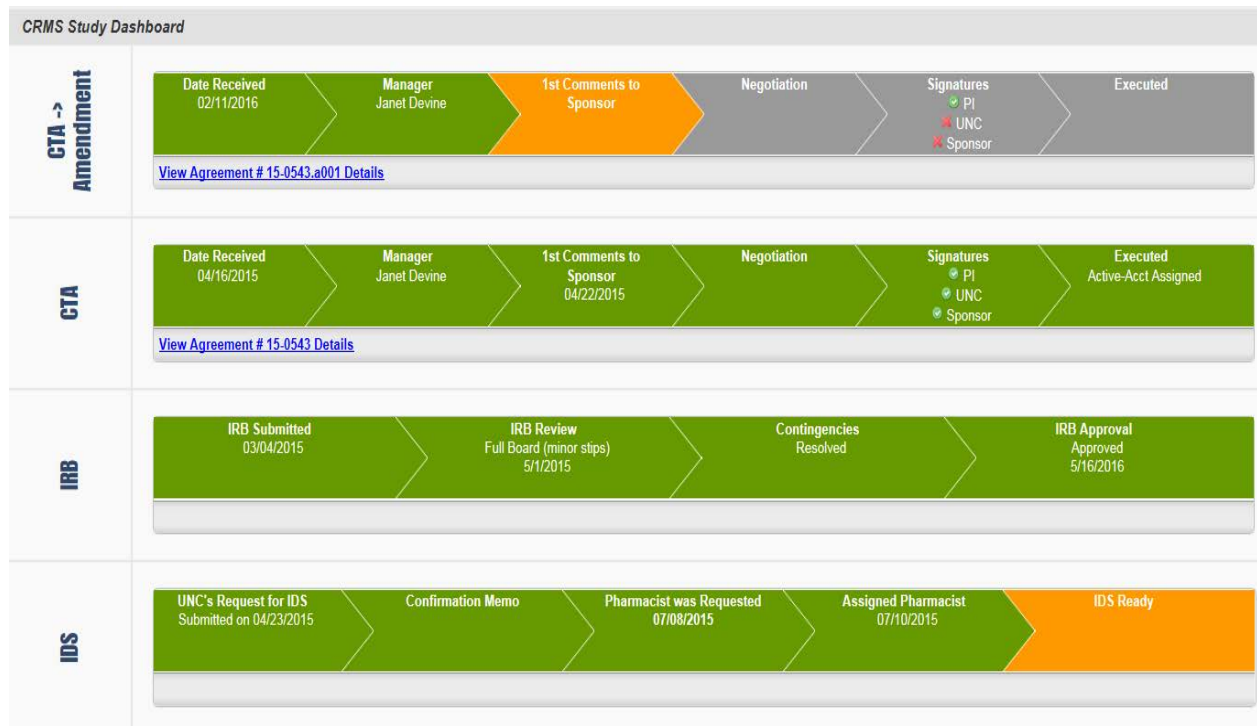 CRMS Study Dashboard
CTA ->
Amendment
Date Received
02/11/2016
Manager
Janet Devine
1st Comments to
Sponsor
Negotiation
Signatures
PI
UNC
Sponsor
Executed
View Agreement # 15-0543.a001 Details
CTA
Date Received
04/16/2015
Manager
Janet Devine
1st Comments to
Sponsor
04/22/2015
Negotiation
Signatures
PI
UNC
Sponsor
Executed
Active-Acct Assigned
View Agreement # 15-0543 Details
IRB
IRB Submitted
03/04/2015
IRB Review
Full Board (minor stips)
5/1/2015
Contingencies
Resolved
IRB Approval
Approved
5/16/2016
IDS
UNC's Request for IDS
Submitted on 04/23/2015
Confirmation Memo
Pharmacist was Requested
07/08/2015
Assigned Pharmacist
07/10/2015
IDS Ready